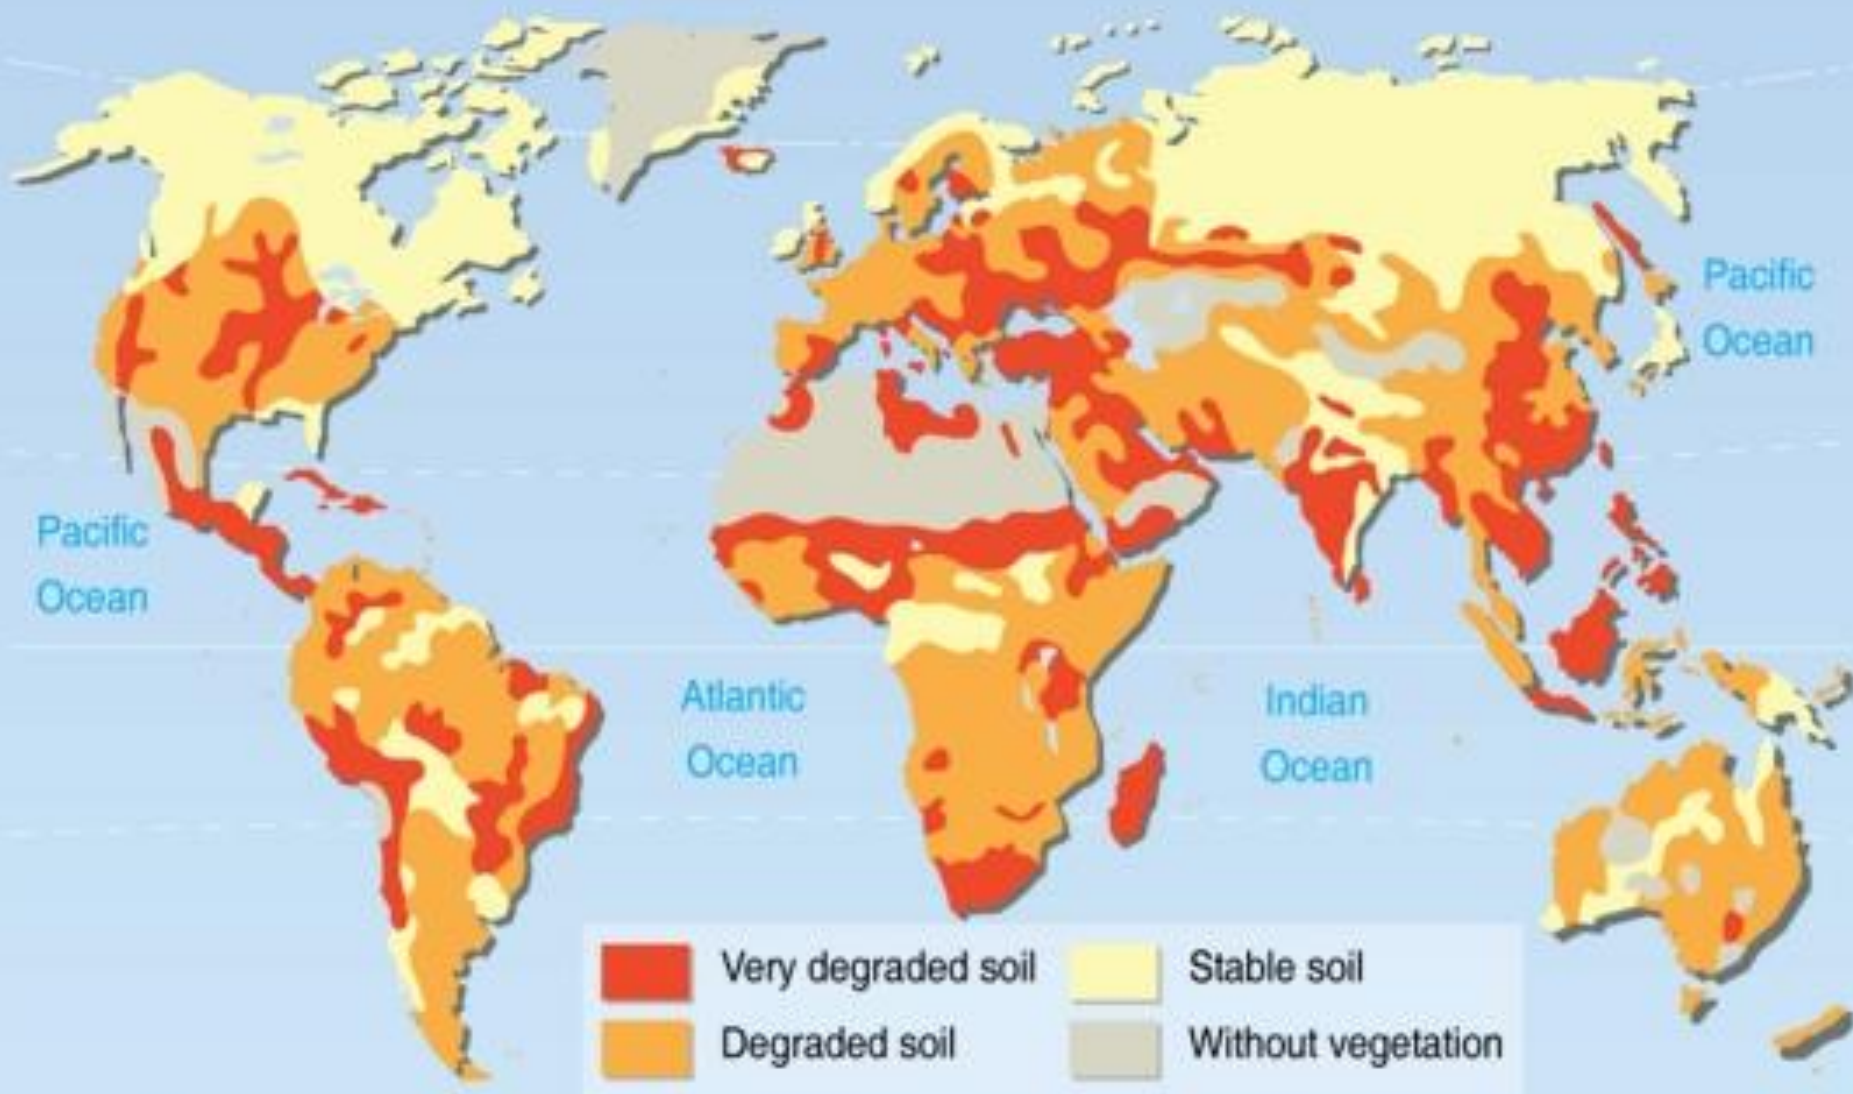 Pacific
Ocean
Pacific
Ocean
Atlantic
Ocean
Indian
Ocean
Very degraded soil
Stable soil
Degraded soil
Without vegetation